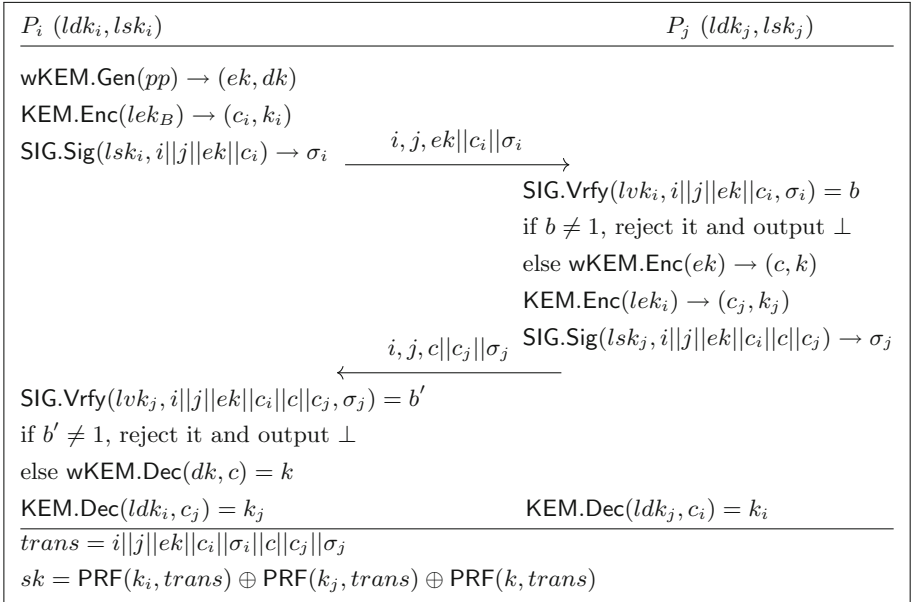 P_i (ldk_i, lsk_i) P_j (ldk_j, lsk_j)
wKEM.Gen(pp) → (ek, dk)
KEM.Enc(lek_B) → (c_i, k_i)
SIG.Sig(lsk_i, i||j||ek||c_i) → σ_i
i, j, ek||c_i||σ_i
SIG.Vrfy(lvk_i, i||j||ek||c_i, σ_i) = b
if b ≠ 1, reject it and output ⊥
else wKEM.Enc(ek) → (c, k)
KEM.Enc(lek_i) → (c_j, k_j)
SIG.Sig(lsk_j, i||j||ek||c_i||c||c_j) → σ_j
i, j, c||c_j||σ_j
SIG.Vrfy(lvk_j, i||j||ek||c_i||c||c_j, σ_j) = b′
if b′ ≠ 1, reject it and output ⊥
else wKEM.Dec(dk, c) = k
KEM.Dec(ldk_i, c_j) = k_j KEM.Dec(ldk_j, c_i) = k_i
trans = i||j||ek||c_i||σ_i||c||c_j||σ_j
sk = PRF(k_i, trans) ⊕ PRF(k_j, trans) ⊕ PRF(k, trans)